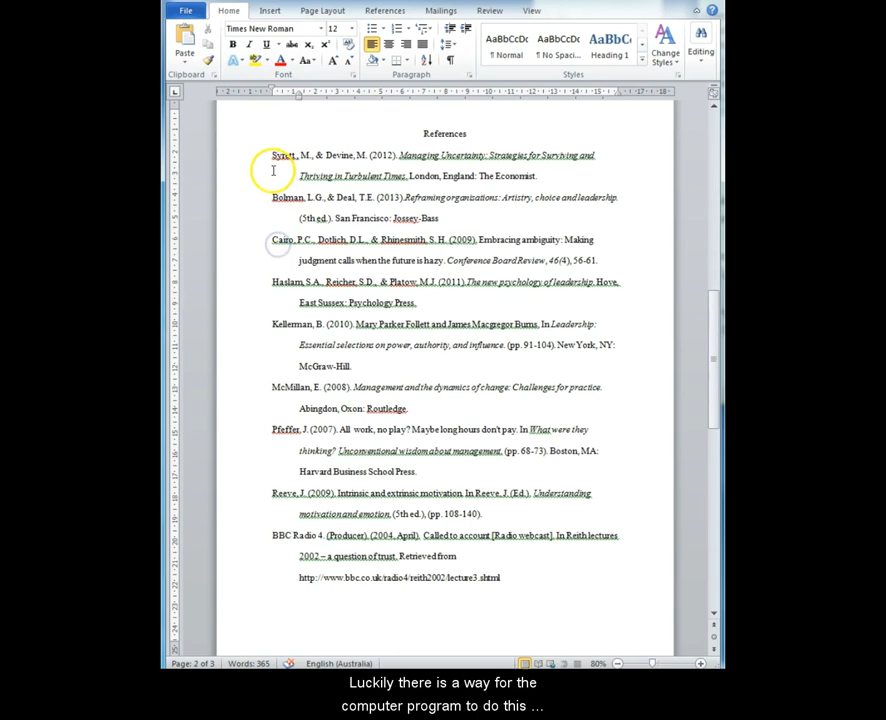 File Home Insert Page Layout References Mailings Review View
Times New Roman 12
Paste
B I U abc x₂ x²
A Aa A A
AaBbCcDc AaBbCcDc AaBbC
¶ Normal ¶ No Spaci... Heading 1
Change Styles
Editing
Clipboard Font Paragraph Styles
References
Syrett, M., & Devine, M. (2012). Managing Uncertainty: Strategies for Surviving and
Thriving in Turbulent Times. London, England: The Economist.
Bolman, L.G., & Deal, T.E. (2013).Reframing organisations: Artistry, choice and leadership.
(5th ed.). San Francisco: Jossey-Bass
Cairo, P.C., Dotlich, D.L., & Rhinesmith, S. H. (2009), Embracing ambiguity: Making
judgment calls when the future is hazy. Conference Board Review, 46(4), 56-61.
Haslam, S.A., Reicher, S.D., & Platow, M.J. (2011).The new psychology of leadership. Hove,
East Sussex: Psychology Press.
Kellerman, B. (2010). Mary Parker Follett and James Macgregor Burns, In Leadership:
Essential selections on power, authority, and influence. (pp. 91-104). New York, NY:
McGraw-Hill.
McMillan, E. (2008). Management and the dynamics of change: Challenges for practice.
Abingdon, Oxon: Routledge.
Pfeffer, J. (2007). All work, no play? Maybe long hours don't pay. In What were they
thinking? Unconventional wisdom about management. (pp. 68-73). Boston, MA:
Harvard Business School Press.
Reeve, J. (2009). Intrinsic and extrinsic motivation. In Reeve, J. (Ed.), Understanding
motivation and emotion. (5th ed.), (pp. 108-140).
BBC Radio 4. (Producer). (2004, April). Called to account [Radio webcast]. In Reith lectures
2002 – a question of trust. Retrieved from
http://www.bbc.co.uk/radio4/reith2002/lecture3.shtml
Page: 2 of 3 Words: 365 English (Australia) 80%
Luckily there is a way for the
computer program to do this ...